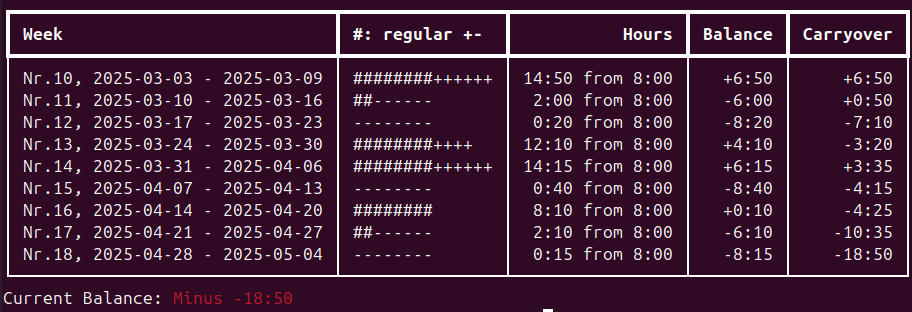 Week #: regular +- Hours Balance Carryover
Nr.10, 2025-03-03 - 2025-03-09 ########++++++ 14:50 from 8:00 +6:50 +6:50
Nr.11, 2025-03-10 - 2025-03-16 ##------ 2:00 from 8:00 -6:00 +0:50
Nr.12, 2025-03-17 - 2025-03-23 -------- 0:20 from 8:00 -8:20 -7:10
Nr.13, 2025-03-24 - 2025-03-30 ########++++ 12:10 from 8:00 +4:10 -3:20
Nr.14, 2025-03-31 - 2025-04-06 ########++++++ 14:15 from 8:00 +6:15 +3:35
Nr.15, 2025-04-07 - 2025-04-13 -------- 0:40 from 8:00 -8:40 -4:15
Nr.16, 2025-04-14 - 2025-04-20 ######## 8:10 from 8:00 +0:10 -4:25
Nr.17, 2025-04-21 - 2025-04-27 ##------ 2:10 from 8:00 -6:10 -10:35
Nr.18, 2025-04-28 - 2025-05-04 -------- 0:15 from 8:00 -8:15 -18:50
Current Balance: Minus -18:50